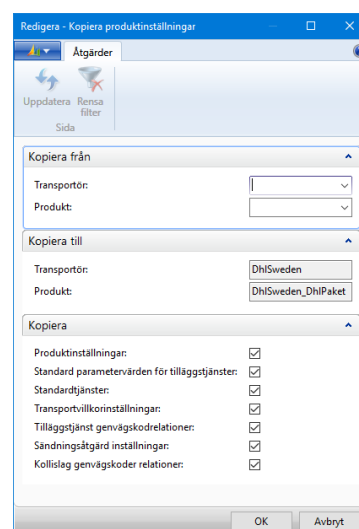 Redigera - Kopiera produktinställningar
Åtgärder
Uppdatera Rensa filter
Sida
Kopiera från
Transportör:
Produkt:
Kopiera till
Transportör: DhlSweden
Produkt: DhlSweden_DhlPaket
Kopiera
Produktinställningar:
Standard parametervärden för tilläggstjänster:
Standardtjänster:
Transportvillkorinställningar:
Tilläggstjänst genvägskodrelationer:
Sändningsåtgärd inställningar:
Kollislag genvägskoder relationer:
OK Avbryt